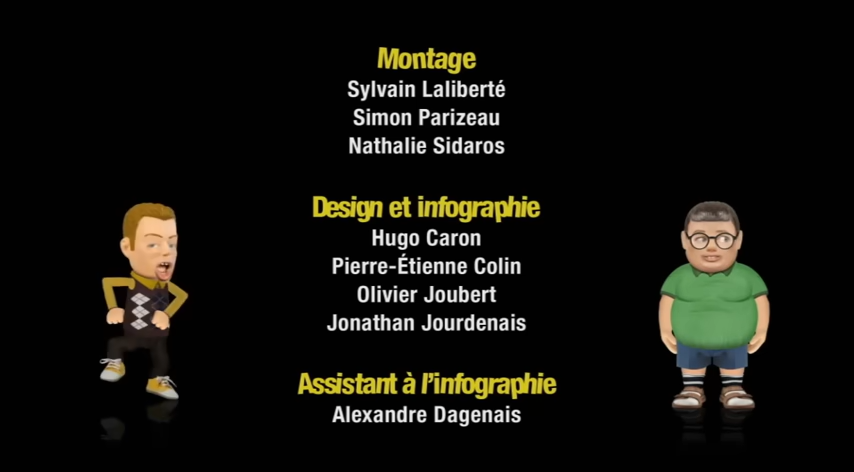 Montage
Sylvain Laliberté
Simon Parizeau
Nathalie Sidaros
Design et infographie
Hugo Caron
Pierre-Étienne Colin
Olivier Joubert
Jonathan Jourdenais
Assistant à l'infographie
Alexandre Dagenais